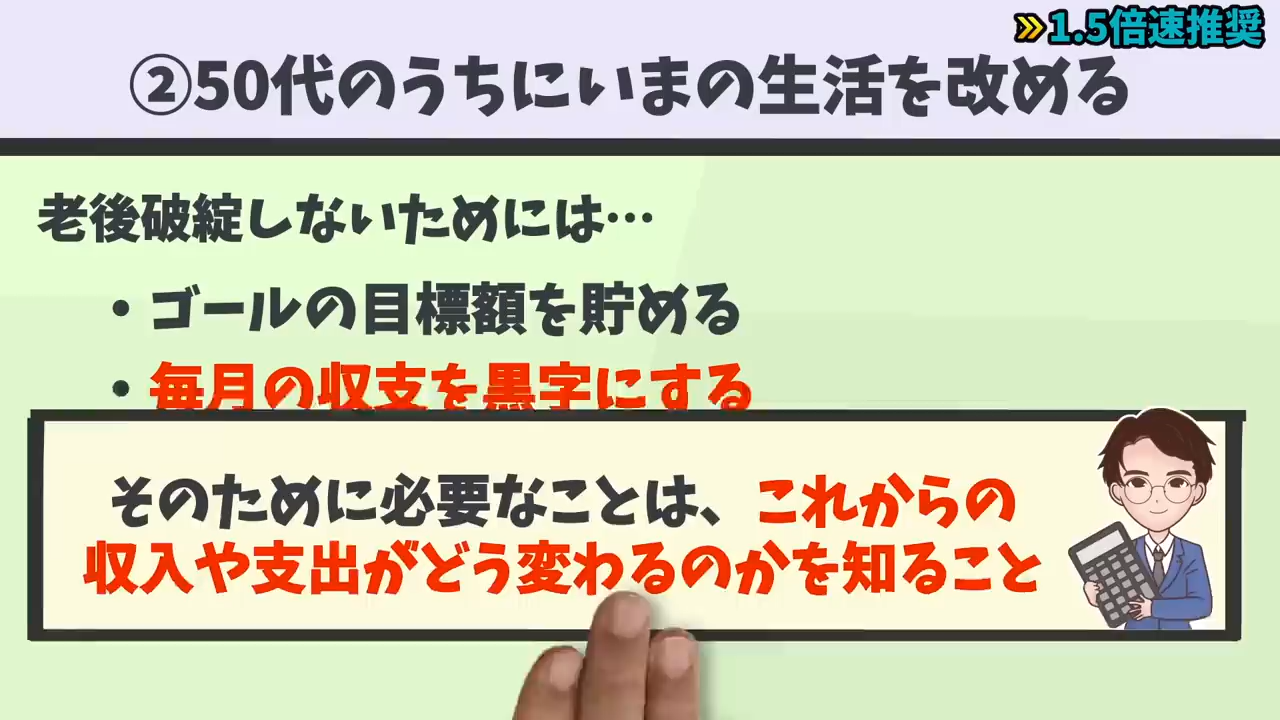 1.5倍速推奨
②50代のうちにいまの生活を改める
老後破綻しないためには…
・ゴールの目標額を貯める
・毎月の収支を黒字にする
そのために必要なことは、これからの
収入や支出がどう変わるのかを知ること